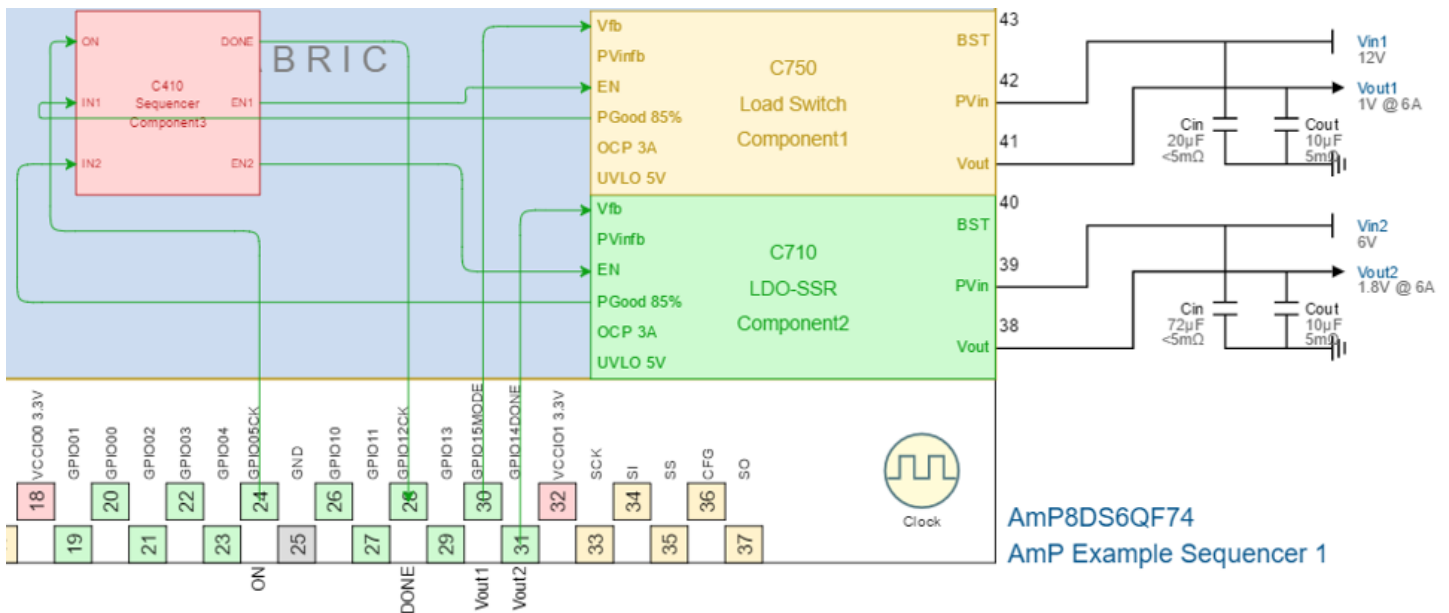 ABRIC
ON
DONE
C410
Sequencer
Component3
IN1
EN1
IN2
EN2
Vfb
PVinfb
EN
PGood 85%
OCP 3A
UVLO 5V
C750
Load Switch
Component1
BST
PVin
Vout
43
42
41
Vin1
12V
Vout1
1V @ 6A
Cin
20µF
<5mΩ
Cout
10µF
5mΩ
Vfb
PVinfb
EN
PGood 85%
OCP 3A
UVLO 5V
C710
LDO-SSR
Component2
BST
PVin
Vout
40
39
38
Vin2
6V
Vout2
1.8V @ 6A
Cin
72µF
<5mΩ
Cout
10µF
5mΩ
VCCIO0 3.3V
GPIO01
GPIO00
GPIO02
GPIO03
GPIO04
GPIO05CK
GND
GPIO10
GPIO11
GPIO12CK
GPIO13
GPIO15MODE
GPIO14DONE
VCCIO1 3.3V
SCK
SI
SS
CFG
SO
18
19
20
21
22
23
24
25
26
27
28
29
30
31
32
33
34
35
36
37
ON
DONE
Vout1
Vout2
Clock
AmP8DS6QF74
AmP Example Sequencer 1